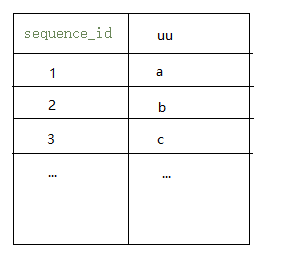 sequence_id uu
1 a
2 b
3 c
... ...